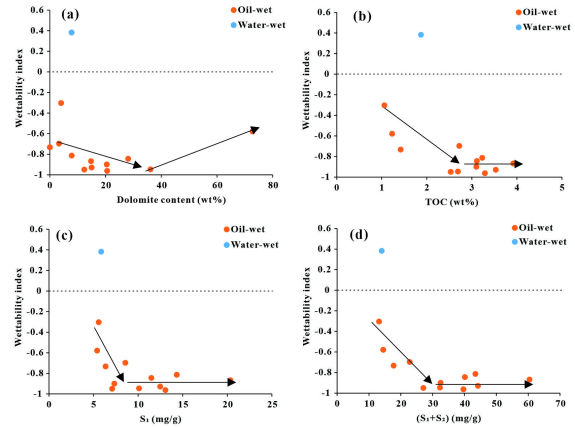 (a)
Oil-wet
Water-wet
Wettability index
0.6
0.4
0.2
0
-0.2
-0.4
-0.6
-0.8
-1
0 20 40 60 80
Dolomite content (wt%)
(b)
Oil-wet
Water-wet
Wettability index
0.6
0.4
0.2
0
-0.2
-0.4
-0.6
-0.8
-1
0 1 2 3 4 5
TOC (wt%)
(c)
Oil-wet
Water-wet
Wettability index
0.6
0.4
0.2
0
-0.2
-0.4
-0.6
-0.8
-1
0 5 10 15 20 25
S₁ (mg/g)
(d)
Oil-wet
Water-wet
Wettability index
0.6
0.4
0.2
0
-0.2
-0.4
-0.6
-0.8
-1
0 10 20 30 40 50 60 70
(S₁+S₂) (mg/g)